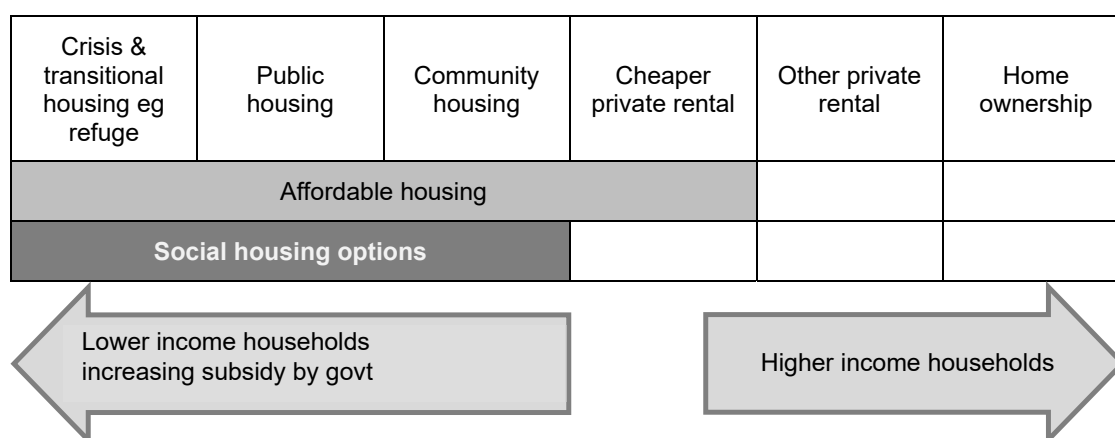 Crisis &
transitional
housing eg
refuge
Public
housing
Community
housing
Cheaper
private rental
Other private
rental
Home
ownership
Affordable housing
Social housing options
Lower income households
increasing subsidy by govt
Higher income households